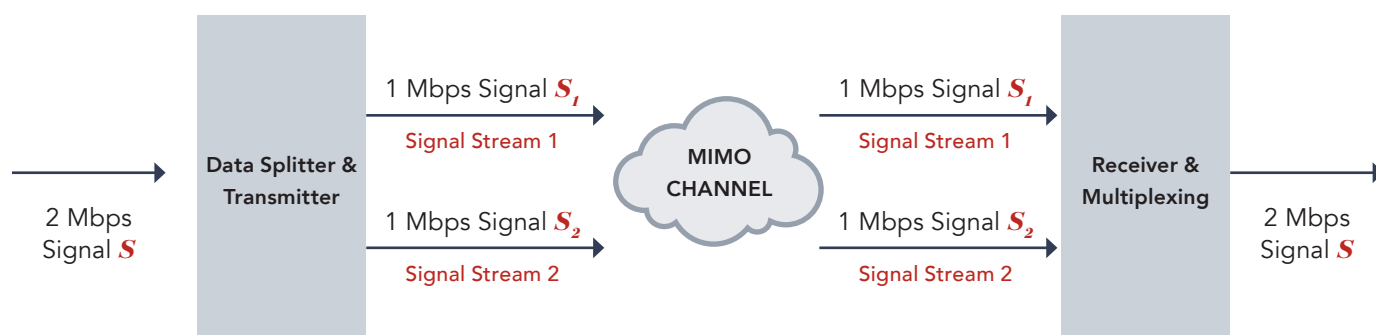 2 Mbps
Signal S
Data Splitter &
Transmitter
1 Mbps Signal S1
Signal Stream 1
1 Mbps Signal S2
Signal Stream 2
MIMO
CHANNEL
1 Mbps Signal S1
Signal Stream 1
1 Mbps Signal S2
Signal Stream 2
Receiver &
Multiplexing
2 Mbps
Signal S